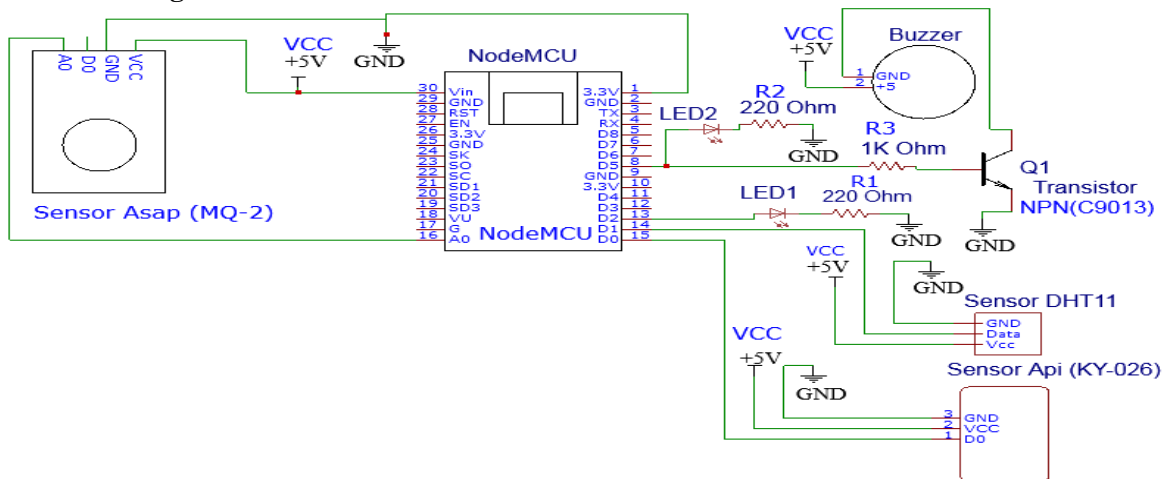 A0
D0
GND
VCC
Sensor Asap (MQ-2)
VCC
+5V
GND
NodeMCU
30 Vin
29 GND
28 RST
27 EN
26 3.3V
25 GND
24 SK
23 SO
22 SC
21 SD1
20 SD2
19 SD3
18 VU
17 G
16 A0
3.3V 1
GND 2
TX 3
RX 4
D8 5
D7 6
D6 7
D5 8
GND 9
3.3V 10
D4 11
D3 12
D2 13
D1 14
D0 15
NodeMCU
LED2
R2
220 Ohm
GND
VCC
+5V
Buzzer
1 GND
2 +5
R3
1K Ohm
Q1
Transistor
NPN(C9013)
GND
LED1
R1
220 Ohm
GND
VCC
+5V
GND
Sensor DHT11
GND
Data
Vcc
VCC
+5V
GND
Sensor Api (KY-026)
3 GND
2 VCC
1 D0